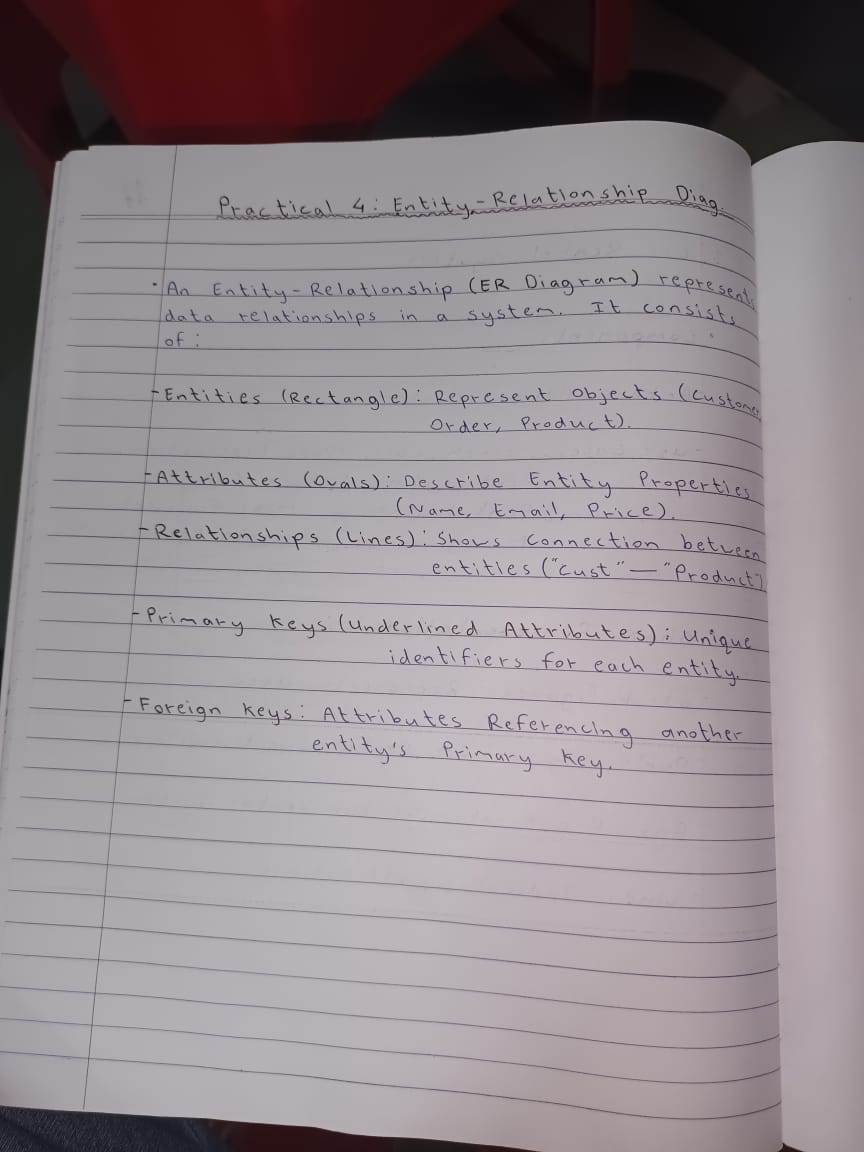 Practical 4: Entity-Relationship Diag.
· An Entity-Relationship (ER Diagram) represents
data relationships in a system. It consists
of:
- Entities (Rectangle): Represent Objects (Customer,
Order, Product).
- Attributes (Ovals): Describe Entity Properties
(Name, Email, Price).
- Relationships (Lines): Shows Connection between
entities ("Cust" — "Product")
- Primary Keys (Underlined Attributes): Unique
identifiers for each entity.
- Foreign Keys: Attributes Referencing another
entity's Primary Key.